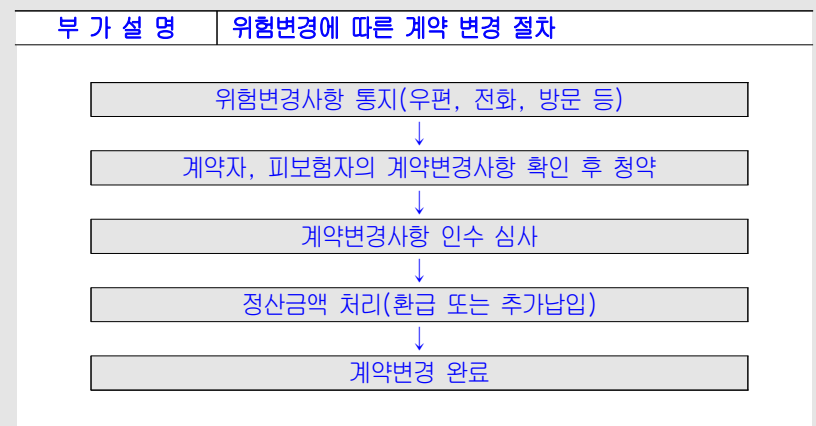 부 가 설 명 위험변경에 따른 계약 변경 절차
위험변경사항 통지(우편, 전화, 방문 등)
↓
계약자, 피보험자의 계약변경사항 확인 후 청약
↓
계약변경사항 인수 심사
↓
정산금액 처리(환급 또는 추가납입)
↓
계약변경 완료